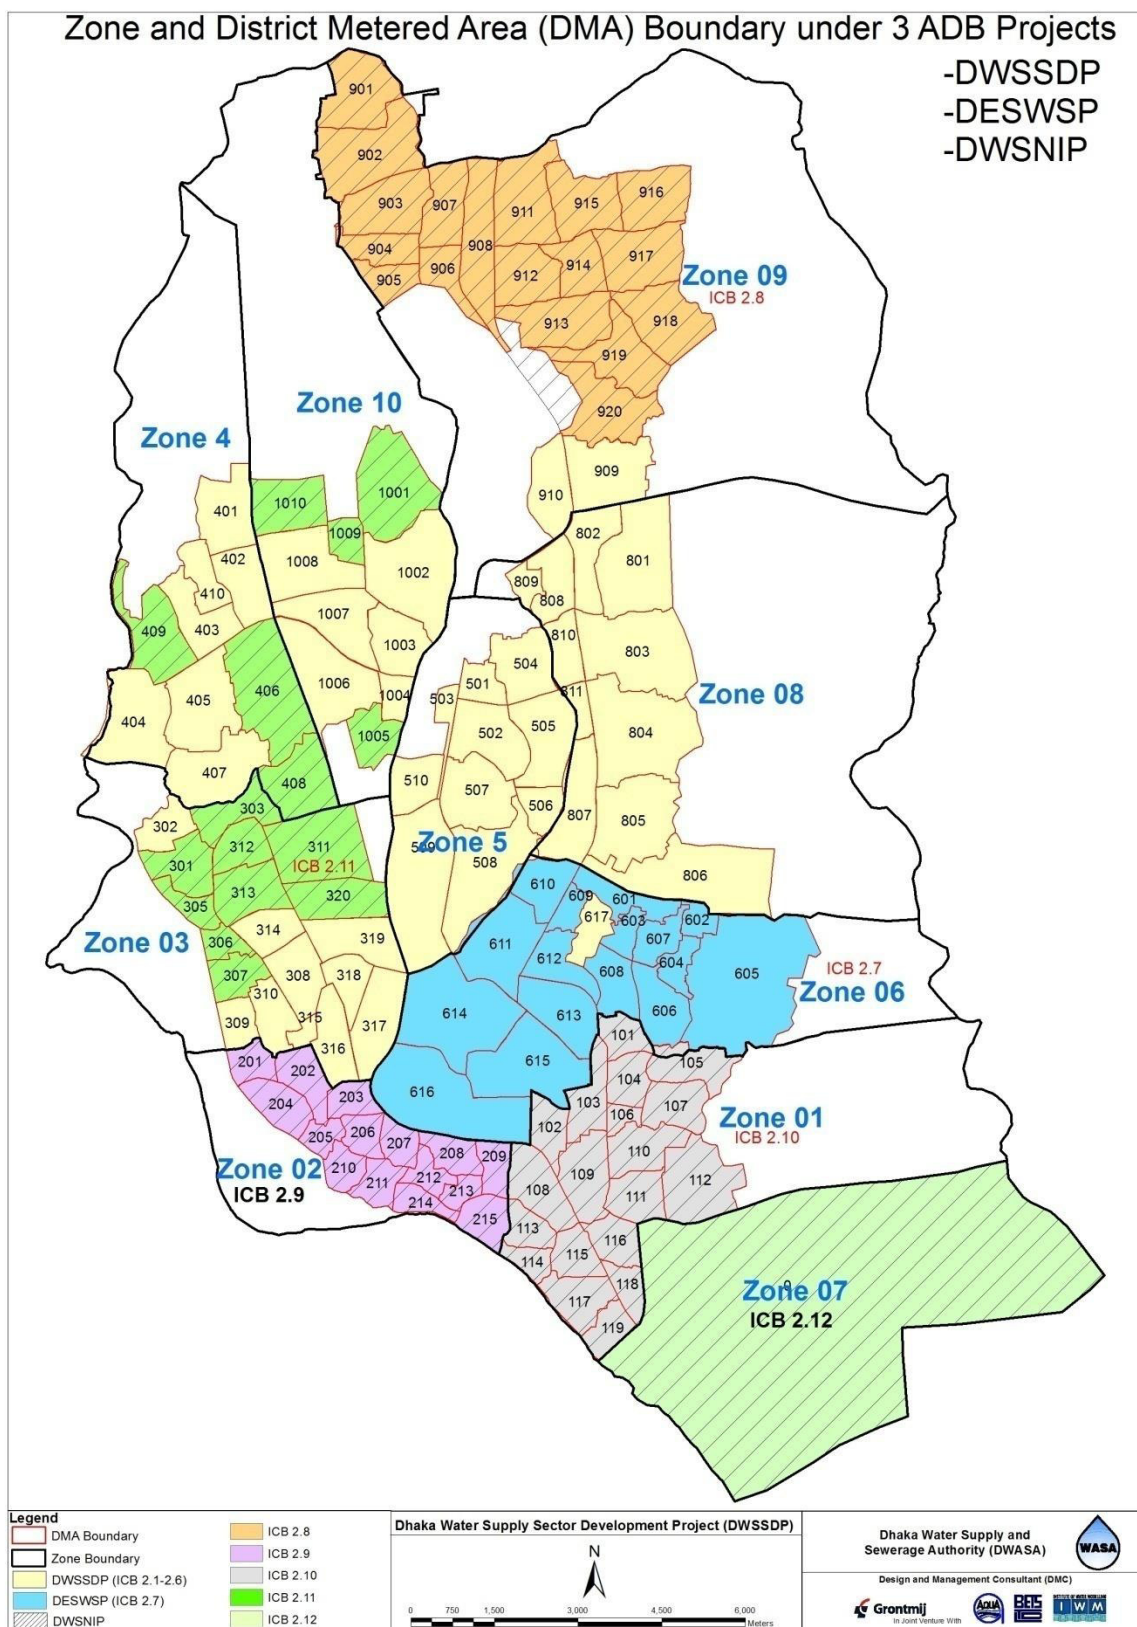 Zone and District Metered Area (DMA) Boundary under 3 ADB Projects
-DWSSDP
-DESWSP
-DWSNIP
901
902
903
907
908
911
915
916
904
906
905
912
914
917
Zone 09
ICB 2.8
913
918
919
920
Zone 10
Zone 4
909
910
401
1010
1001
1009
802
801
402
1008
1002
809
808
410
409
403
1007
1003
810
803
504
501
503
406
405
1006
1004
811
Zone 08
404
502
505
804
1005
407
408
510
507
506
807
805
303
302
312
311
ICB 2.11
Zone 5
509
508
301
313
320
806
305
610
609
601
617
603
602
314
319
306
611
607
Zone 03
307
308
318
612
608
604
605
ICB 2.7
Zone 06
310
309
315
317
614
613
606
316
101
201
202
615
105
204
203
616
103
104
106
107
Zone 01
ICB 2.10
102
205
206
207
208
209
110
Zone 02
ICB 2.9
210
211
212
213
214
215
108
109
111
112
113
116
114
115
118
117
119
Zone 07
ICB 2.12
Legend
DMA Boundary
Zone Boundary
DWSSDP (ICB 2.1-2.6)
DESWSP (ICB 2.7)
DWSNIP
ICB 2.8
ICB 2.9
ICB 2.10
ICB 2.11
ICB 2.12
Dhaka Water Supply Sector Development Project (DWSSDP)
N
0 750 1,500 3,000 4,500 6,000
Meters
Dhaka Water Supply and
Sewerage Authority (DWASA)
WASA
Design and Management Consultant (DMC)
Grontmij
in Joint Venture With
AQUA
BETS
INSTITUTE OF WATER MODELLING
IWM